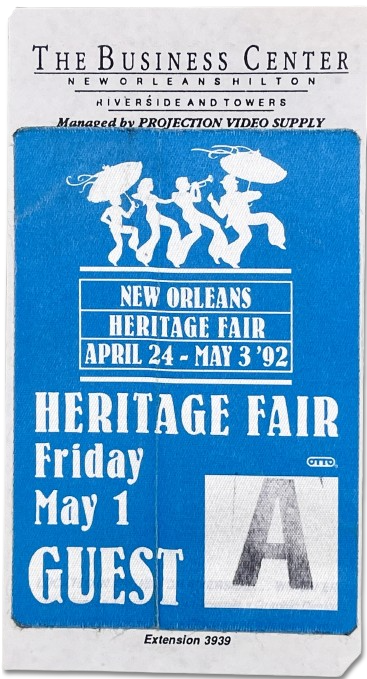 THE BUSINESS CENTER
NEW ORLEANS HILTON
RIVERSIDE AND TOWERS
Managed by PROJECTION VIDEO SUPPLY
NEW ORLEANS
HERITAGE FAIR
APRIL 24 - MAY 3 '92
HERITAGE FAIR
Friday
OTTO
May 1
A
GUEST
Extension 3939